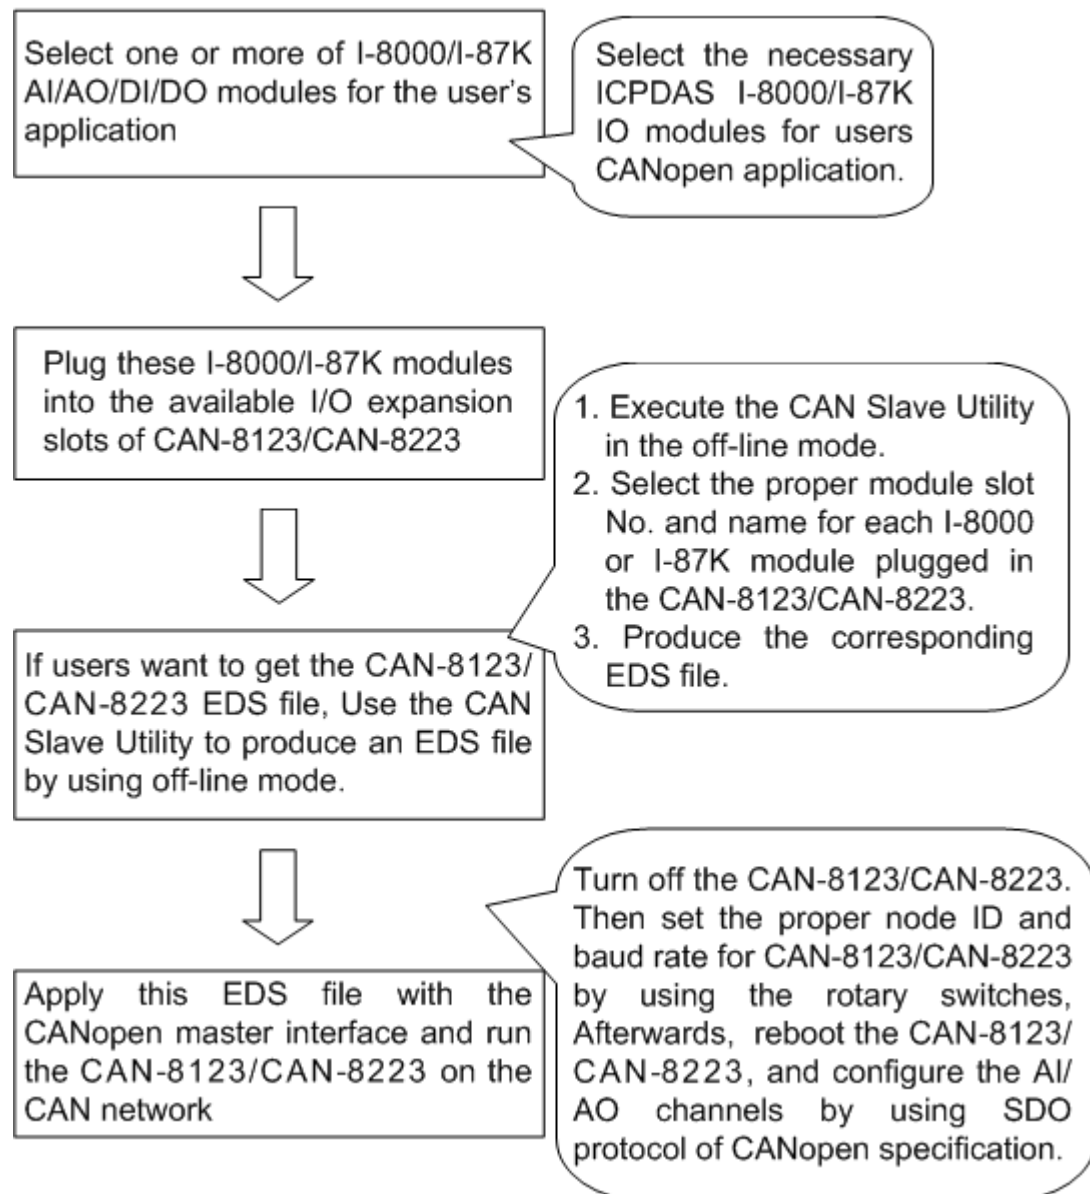 Select one or more of I-8000/I-87K
AI/AO/DI/DO modules for the user's
application
Select the necessary
ICPDAS I-8000/I-87K
IO modules for users
CANopen application.
Plug these I-8000/I-87K modules
into the available I/O expansion
slots of CAN-8123/CAN-8223
1. Execute the CAN Slave Utility
in the off-line mode.
2. Select the proper module slot
No. and name for each I-8000
or I-87K module plugged in
the CAN-8123/CAN-8223.
3. Produce the corresponding
EDS file.
If users want to get the CAN-8123/
CAN-8223 EDS file, Use the CAN
Slave Utility to produce an EDS file
by using off-line mode.
Turn off the CAN-8123/CAN-8223.
Then set the proper node ID and
baud rate for CAN-8123/CAN-8223
by using the rotary switches,
Afterwards, reboot the CAN-8123/
CAN-8223, and configure the AI/
AO channels by using SDO
protocol of CANopen specification.
Apply this EDS file with the
CANopen master interface and run
the CAN-8123/CAN-8223 on the
CAN network